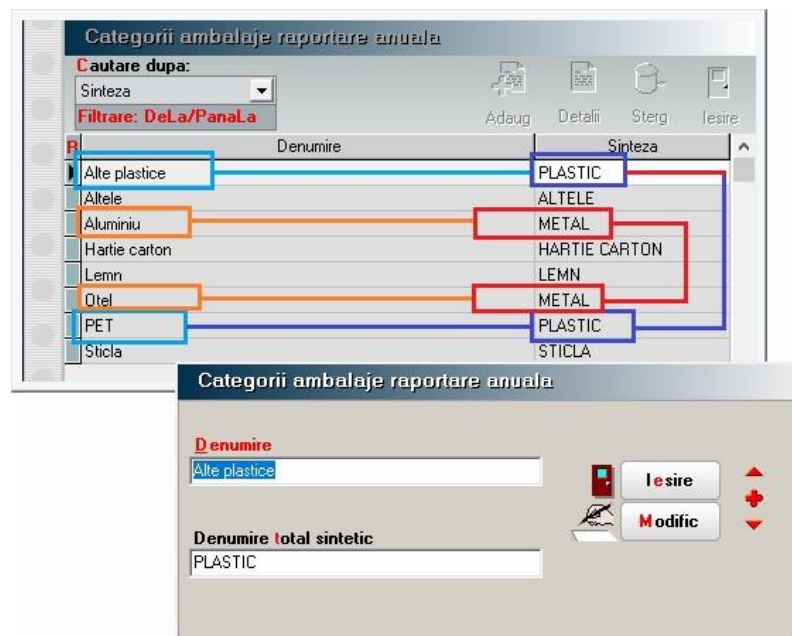 Categorii ambalaje raportare anuala
Cautare dupa:
Sinteza
Filtrare: DeLa/PanaLa
Adaug Detalii Sterg Iesire
Denumire Sinteza
Alte plastice PLASTIC
Altele ALTELE
Aluminiu METAL
Hartie carton HARTIE CARTON
Lemn LEMN
Otel METAL
PET PLASTIC
Sticla STICLA
Categorii ambalaje raportare anuala
Denumire
Alte plastice
Iesire
Modific
Denumire total sintetic
PLASTIC